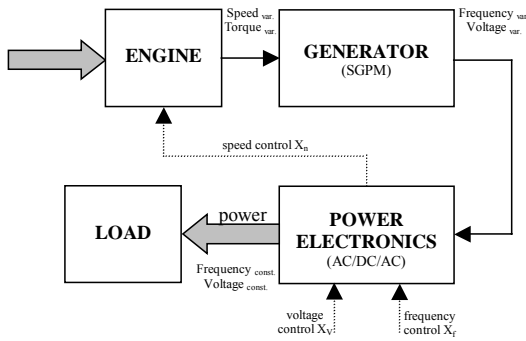 Speed var.
Torque var.
Frequency var.
Voltage var.
ENGINE
GENERATOR
(SGPM)
speed control Xn
LOAD
power
Frequency const.
Voltage const.
POWER
ELECTRONICS
(AC/DC/AC)
voltage
control XV
frequency
control Xf